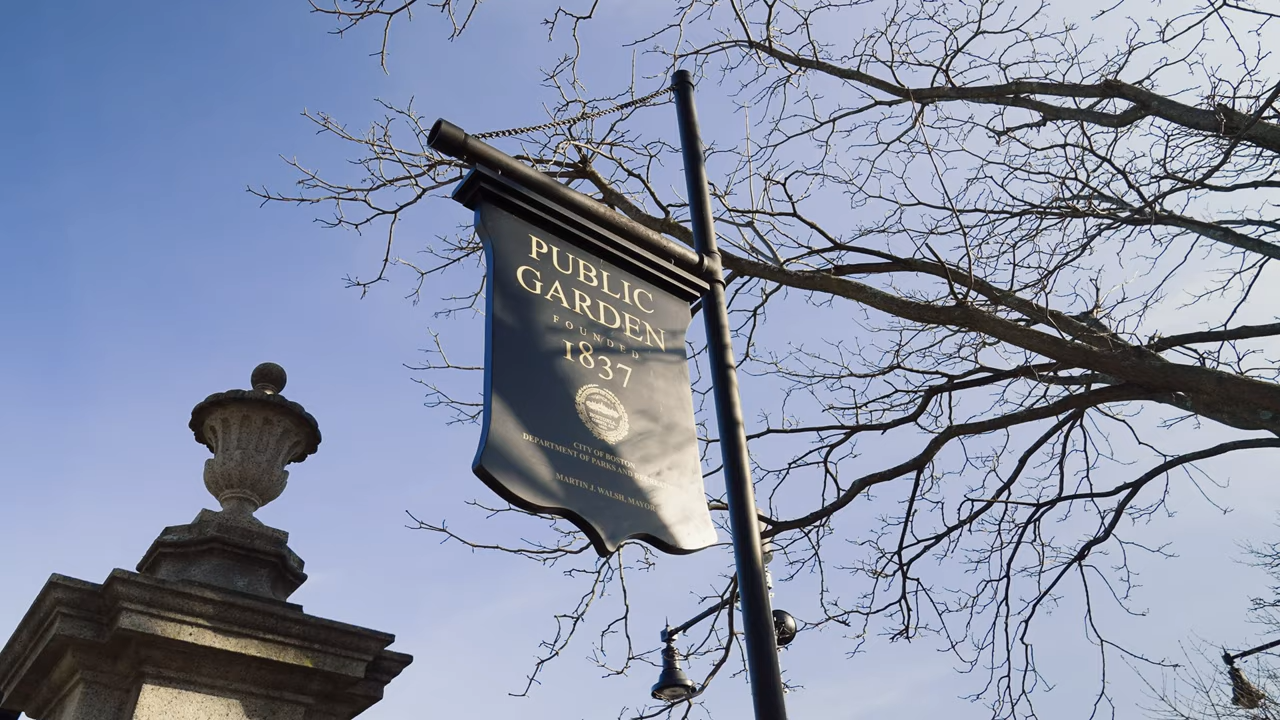 PUBLIC
GARDEN
FOUNDED
1837
CITY OF BOSTON
DEPARTMENT OF PARKS AND
MARTIN J. WALSH, MAYOR